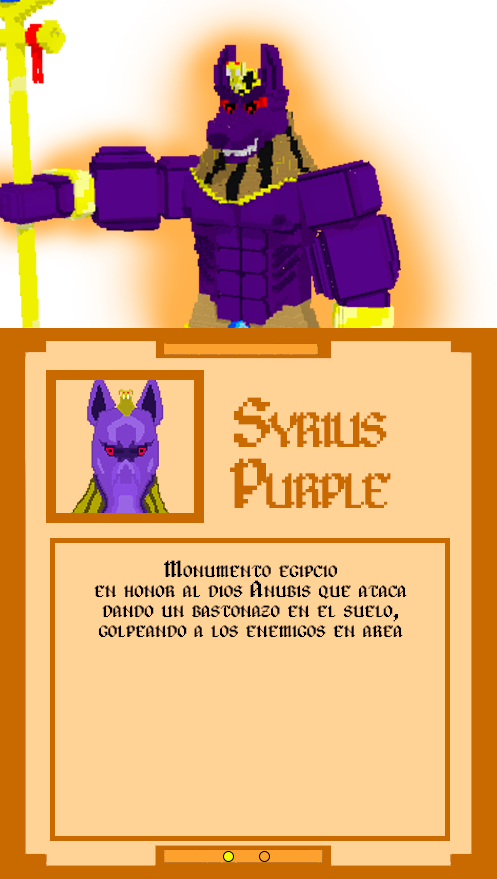 Syrius
Purple
Monumento egipcio
en honor al dios Anubis que ataca
dando un bastonazo en el suelo,
golpeando a los enemigos en area